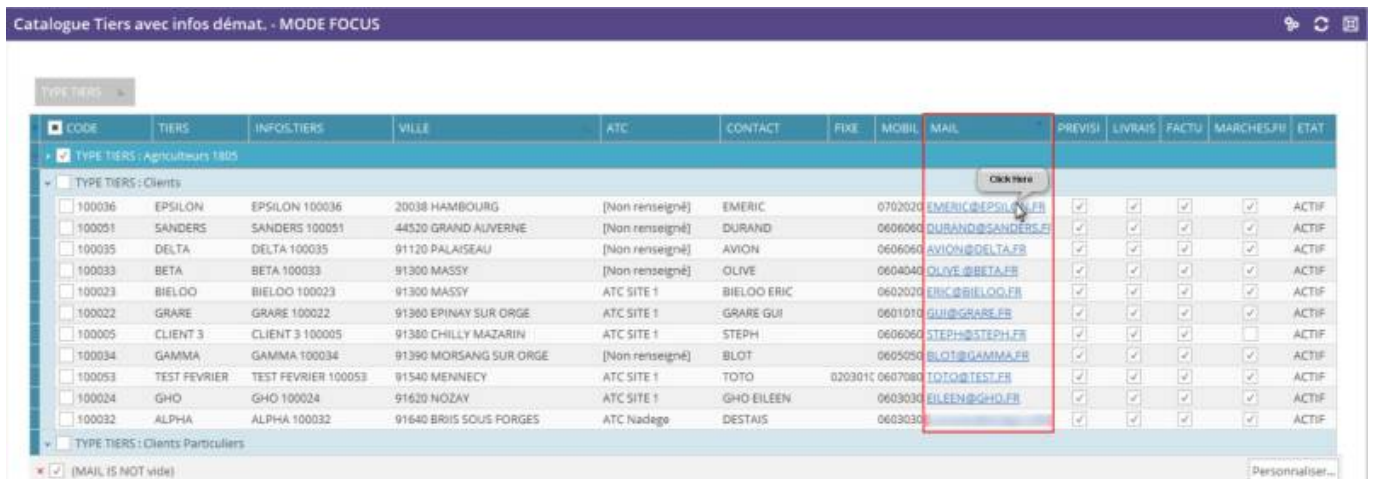 Catalogue Tiers avec infos démat. - MODE FOCUS
TYPE TIERS
CODE TIERS INFOS.TIERS VILLE ATC CONTACT FIXE MOBIL MAIL PREVISI LIVRAIS FACTU MARCHES.FII ETAT
TYPE TIERS : Agriculteurs 1805
TYPE TIERS : Clients
Click Here
100036 EPSILON EPSILON 100036 20038 HAMBOURG [Non renseigné] EMERIC 0702020 EMERIC@EPSILON.FR ACTIF
100051 SANDERS SANDERS 100051 44520 GRAND AUVERNE [Non renseigné] DURAND 0606060 DURAND@SANDERS.FI ACTIF
100035 DELTA DELTA 100035 91120 PALAISEAU [Non renseigné] AVION 0606060 AVION@DELTA.FR ACTIF
100033 BETA BETA 100033 91300 MASSY [Non renseigné] OLIVE 0604040 OLIVE @BETA.FR ACTIF
100023 BIELOO BIELOO 100023 91300 MASSY ATC SITE 1 BIELOO ERIC 0602020 ERIC@BIELOO.FR ACTIF
100022 GRARE GRARE 100022 91360 EPINAY SUR ORGE ATC SITE 1 GRARE GUI 0601010 GUI@GRARE.FR ACTIF
100005 CLIENT 3 CLIENT 3 100005 91380 CHILLY MAZARIN ATC SITE 1 STEPH 0606060 STEPH@STEPH.FR ACTIF
100034 GAMMA GAMMA 100034 91390 MORSANG SUR ORGE [Non renseigné] BLOT 0605050 BLOT@GAMMA.FR ACTIF
100053 TEST FEVRIER TEST FEVRIER 100053 91540 MENNECY ATC SITE 1 TOTO 020301C 0607080 TOTO@TEST.FR ACTIF
100024 GHO GHO 100024 91620 NOZAY ATC SITE 1 GHO EILEEN 0603030 EILEEN@GHO.FR ACTIF
100032 ALPHA ALPHA 100032 91640 BRIIS SOUS FORGES ATC Nadege DESTAIS 0603030 ACTIF
TYPE TIERS : Clients Particuliers
(MAIL IS NOT vide)
Personnaliser...